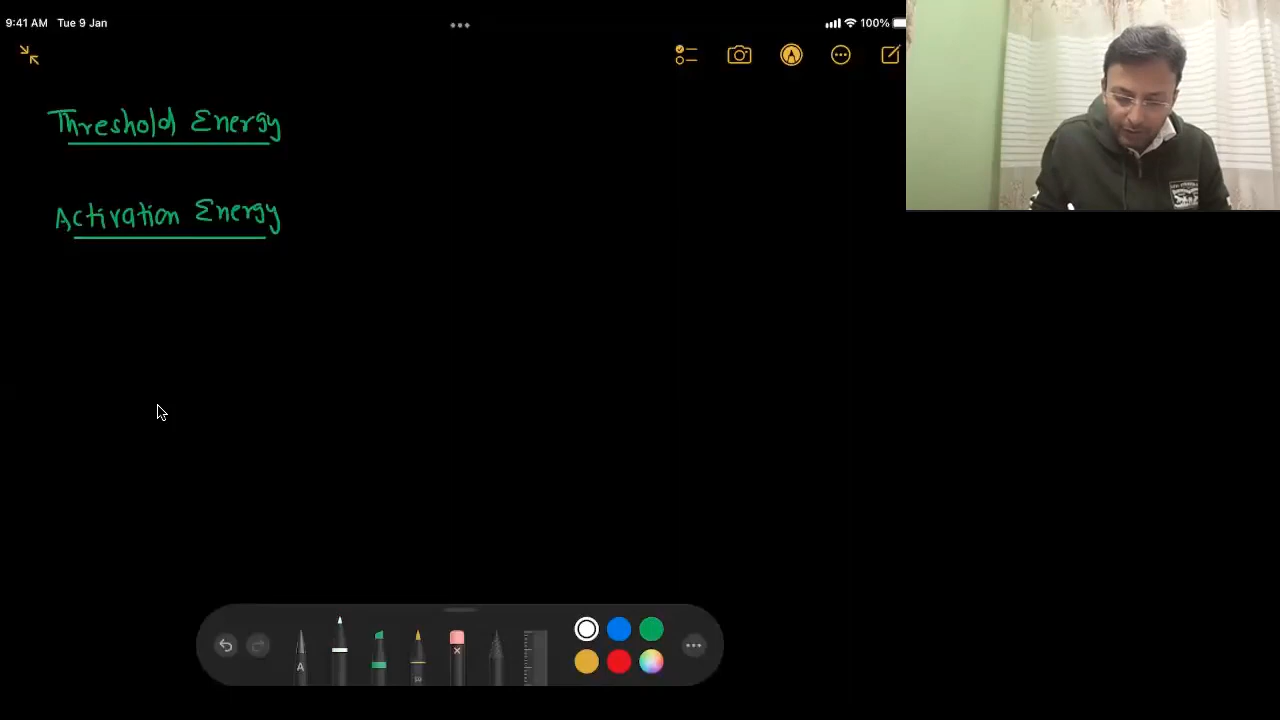 9:41 AM Tue 9 Jan
100%
Threshold Energy
Activation Energy
A